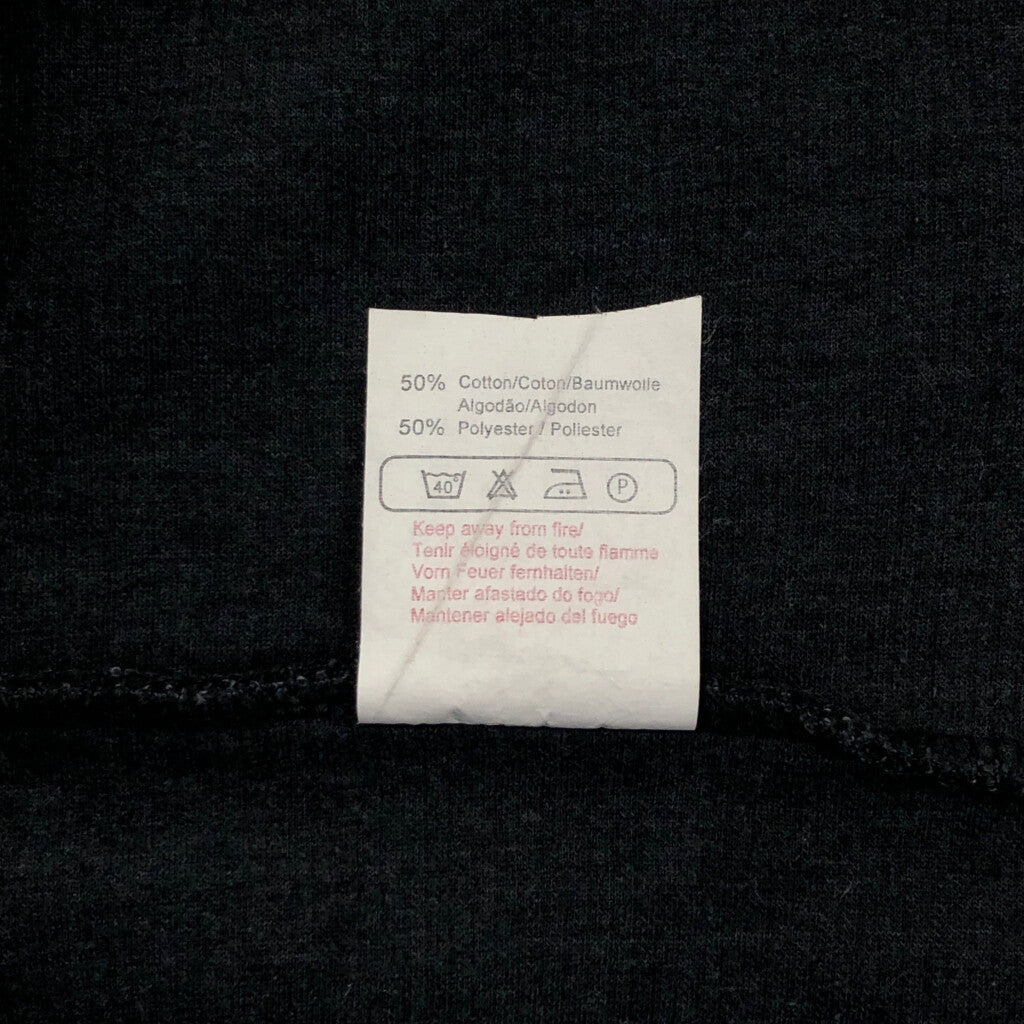 50% Cotton/Coton/Baumwolle
Algodão/Algodon
50% Polyester / Poliester
40° P
Keep away from fire/
Tenir éloigné de toute flamme
Vom Feuer fernhalten/
Manter afastado do fogo/
Mantener alejado del fuego